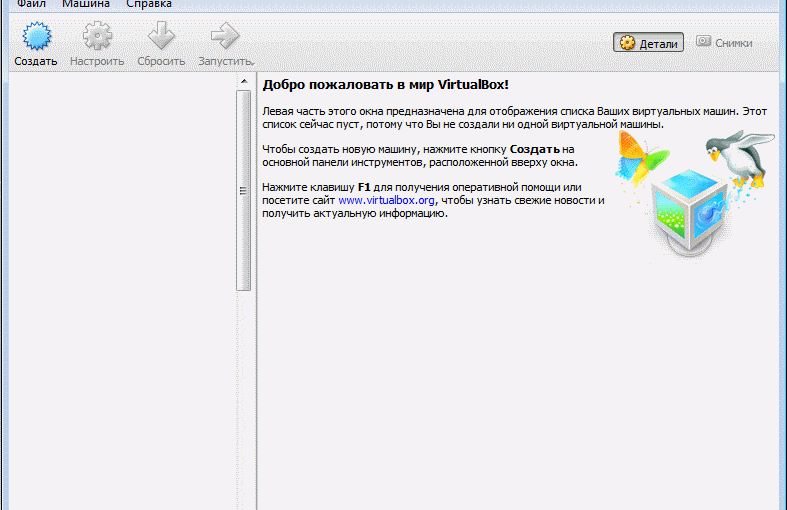 Файл Машина Справка
Создать Настроить Сбросить Запустить Детали Снимки
Добро пожаловать в мир VirtualBox!
Левая часть этого окна предназначена для отображения списка Ваших виртуальных машин. Этот
список сейчас пуст, потому что Вы не создали ни одной виртуальной машины.
Чтобы создать новую машину, нажмите кнопку Создать на
основной панели инструментов, расположенной вверху окна.
Нажмите клавишу F1 для получения оперативной помощи или
посетите сайт www.virtualbox.org, чтобы узнать свежие новости и
получить актуальную информацию.